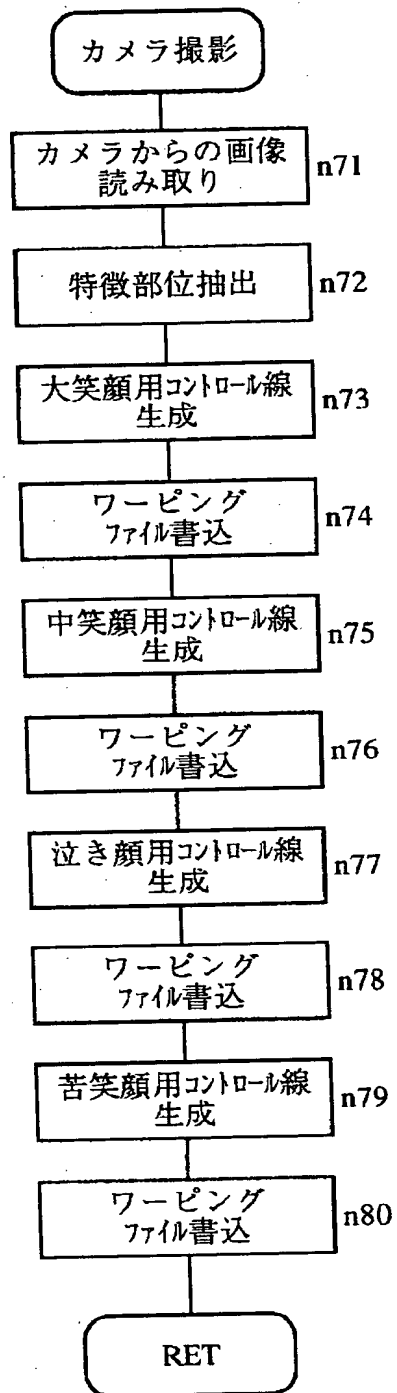 カメラ撮影
カメラからの画像
読み取り
n71
特徴部位抽出
n72
大笑顔用ｺﾝﾄﾛｰﾙ線
生成
n73
ワーピング
ﾌｧｲﾙ書込
n74
中笑顔用ｺﾝﾄﾛｰﾙ線
生成
n75
ワーピング
ﾌｧｲﾙ書込
n76
泣き顔用ｺﾝﾄﾛｰﾙ線
生成
n77
ワーピング
ﾌｧｲﾙ書込
n78
苦笑顔用ｺﾝﾄﾛｰﾙ線
生成
n79
ワーピング
ﾌｧｲﾙ書込
n80
RET